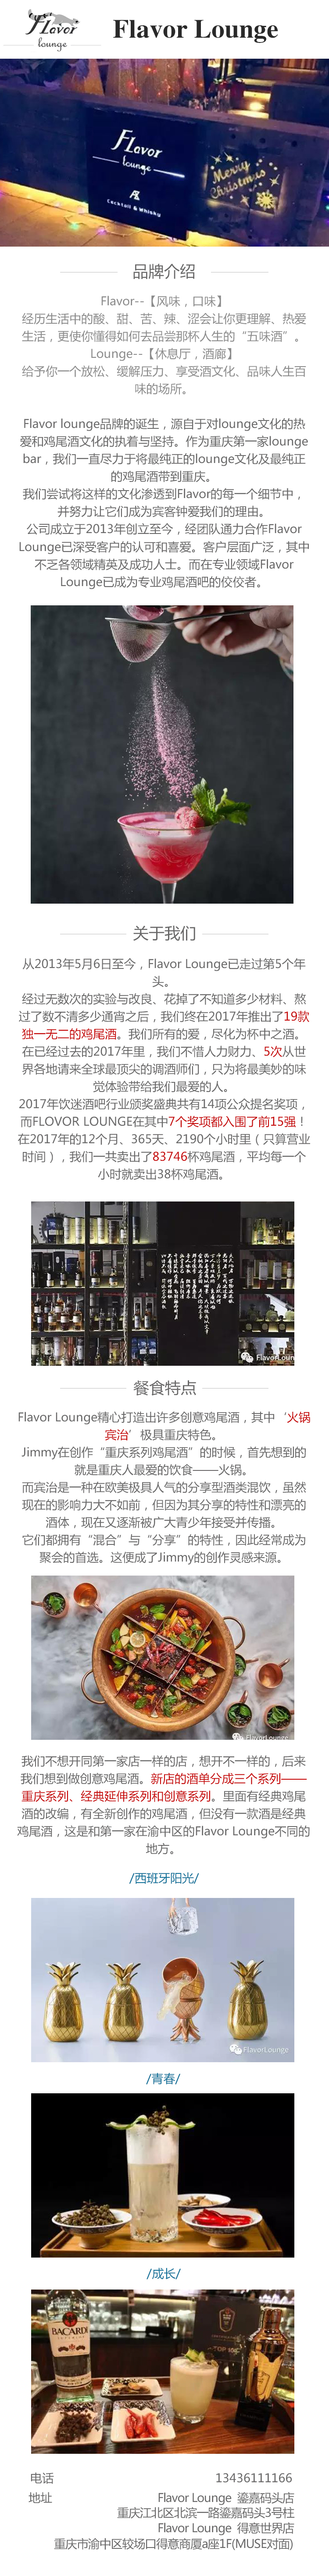 Flavor
lounge
Flavor Lounge
Flavor
lounge
Cocktail & Whisky
Merry
Christmas
品牌介绍
Flavor--【风味，口味】
经历生活中的酸、甜、苦、辣、涩会让你更理解、热爱
生活，更使你懂得如何去品尝那杯人生的“五味酒”。
Lounge--【休息厅，酒廊】
给予你一个放松、缓解压力、享受酒文化、品味人生百
味的场所。
Flavor lounge品牌的诞生，源自于对lounge文化的热
爱和鸡尾酒文化的执着与坚持。作为重庆第一家lounge
bar，我们一直尽力于将最纯正的lounge文化及最纯正
的鸡尾酒带到重庆。
我们尝试将这样的文化渗透到Flavor的每一个细节中，
并努力让它们成为宾客钟爱我们的理由。
公司成立于2013年创立至今，经团队通力合作Flavor
Lounge已深受客户的认可和喜爱。客户层面广泛，其中
不乏各领域精英及成功人士。而在专业领域Flavor
Lounge已成为专业鸡尾酒吧的佼佼者。
关于我们
从2013年5月6日至今，Flavor Lounge已走过第5个年
头。
经过无数次的实验与改良、花掉了不知道多少材料、熬
过了数不清多少通宵之后，我们终在2017年推出了19款
独一无二的鸡尾酒。我们所有的爱，尽化为杯中之酒。
在已经过去的2017年里，我们不惜人力财力、5次从世
界各地请来全球最顶尖的调酒师们，只为将最美妙的味
觉体验带给我们最爱的人。
2017年饮迷酒吧行业颁奖盛典共有14项公众提名奖项，
而FLOVOR LOUNGE在其中7个奖项都入围了前15强！
在2017年的12个月、365天、2190个小时里（只算营业
时间），我们一共卖出了83746杯鸡尾酒，平均每一个
小时就卖出38杯鸡尾酒。
FlavorLoun
餐食特点
Flavor Lounge精心打造出许多创意鸡尾酒，其中‘火锅
宾治’极具重庆特色。
Jimmy在创作“重庆系列鸡尾酒”的时候，首先想到的
就是重庆人最爱的饮食——火锅。
而宾治是一种在欧美极具人气的分享型酒类混饮，虽然
现在的影响力大不如前，但因为其分享的特性和漂亮的
酒体，现在又逐渐被广大青少年接受并传播。
它们都拥有“混合”与“分享”的特性，因此经常成为
聚会的首选。这便成了Jimmy的创作灵感来源。
FlavorLounge
我们不想开同第一家店一样的店，想开不一样的，后来
我们想到做创意鸡尾酒。新店的酒单分成三个系列——
重庆系列、经典延伸系列和创意系列。里面有经典鸡尾
酒的改编，有全新创作的鸡尾酒，但没有一款酒是经典
鸡尾酒，这是和第一家在渝中区的Flavor Lounge不同的
地方。
/西班牙阳光/
FlavorLounge
/青春/
/成长/
BACARDI
电话 13436111166
地址 Flavor Lounge 鎏嘉码头店
重庆江北区北滨一路鎏嘉码头3号柱
Flavor Lounge 得意世界店
重庆市渝中区较场口得意商厦a座1F(MUSE对面)